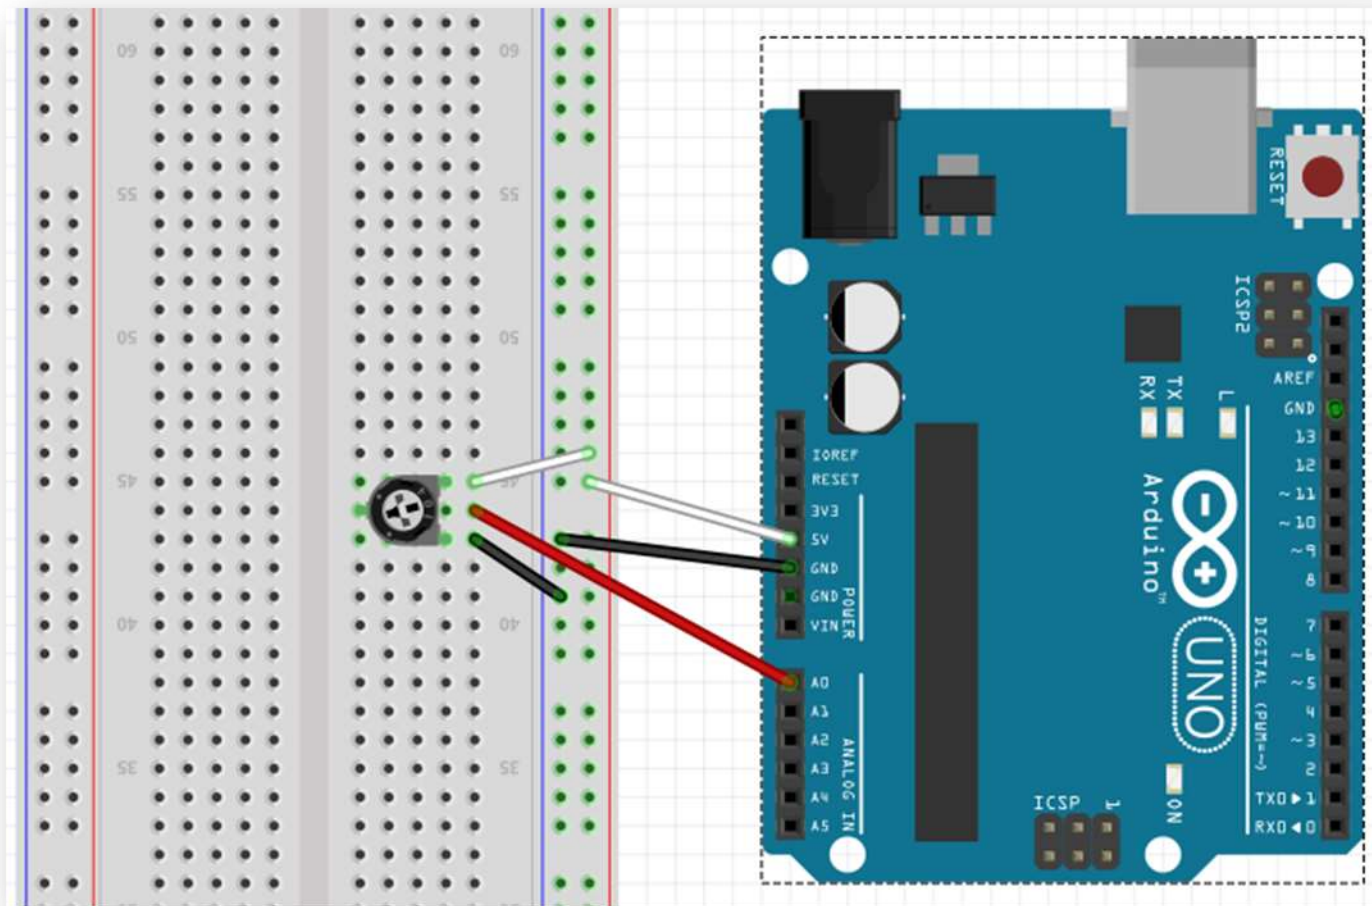 60
60
55
55
50
50
45
45
40
40
35
35
RESET
ICSP2
IOREF
RESET
3V3
5V
GND
GND
VIN
POWER
A0
A1
A2
A3
A4
A5
ANALOG IN
RX
TX
L
Arduino™
UNO
AREF
GND
13
12
~11
~10
~9
8
7
~6
~5
4
~3
2
TX0▶1
RX0◀0
DIGITAL (PWM=~)
ICSP
1
ON